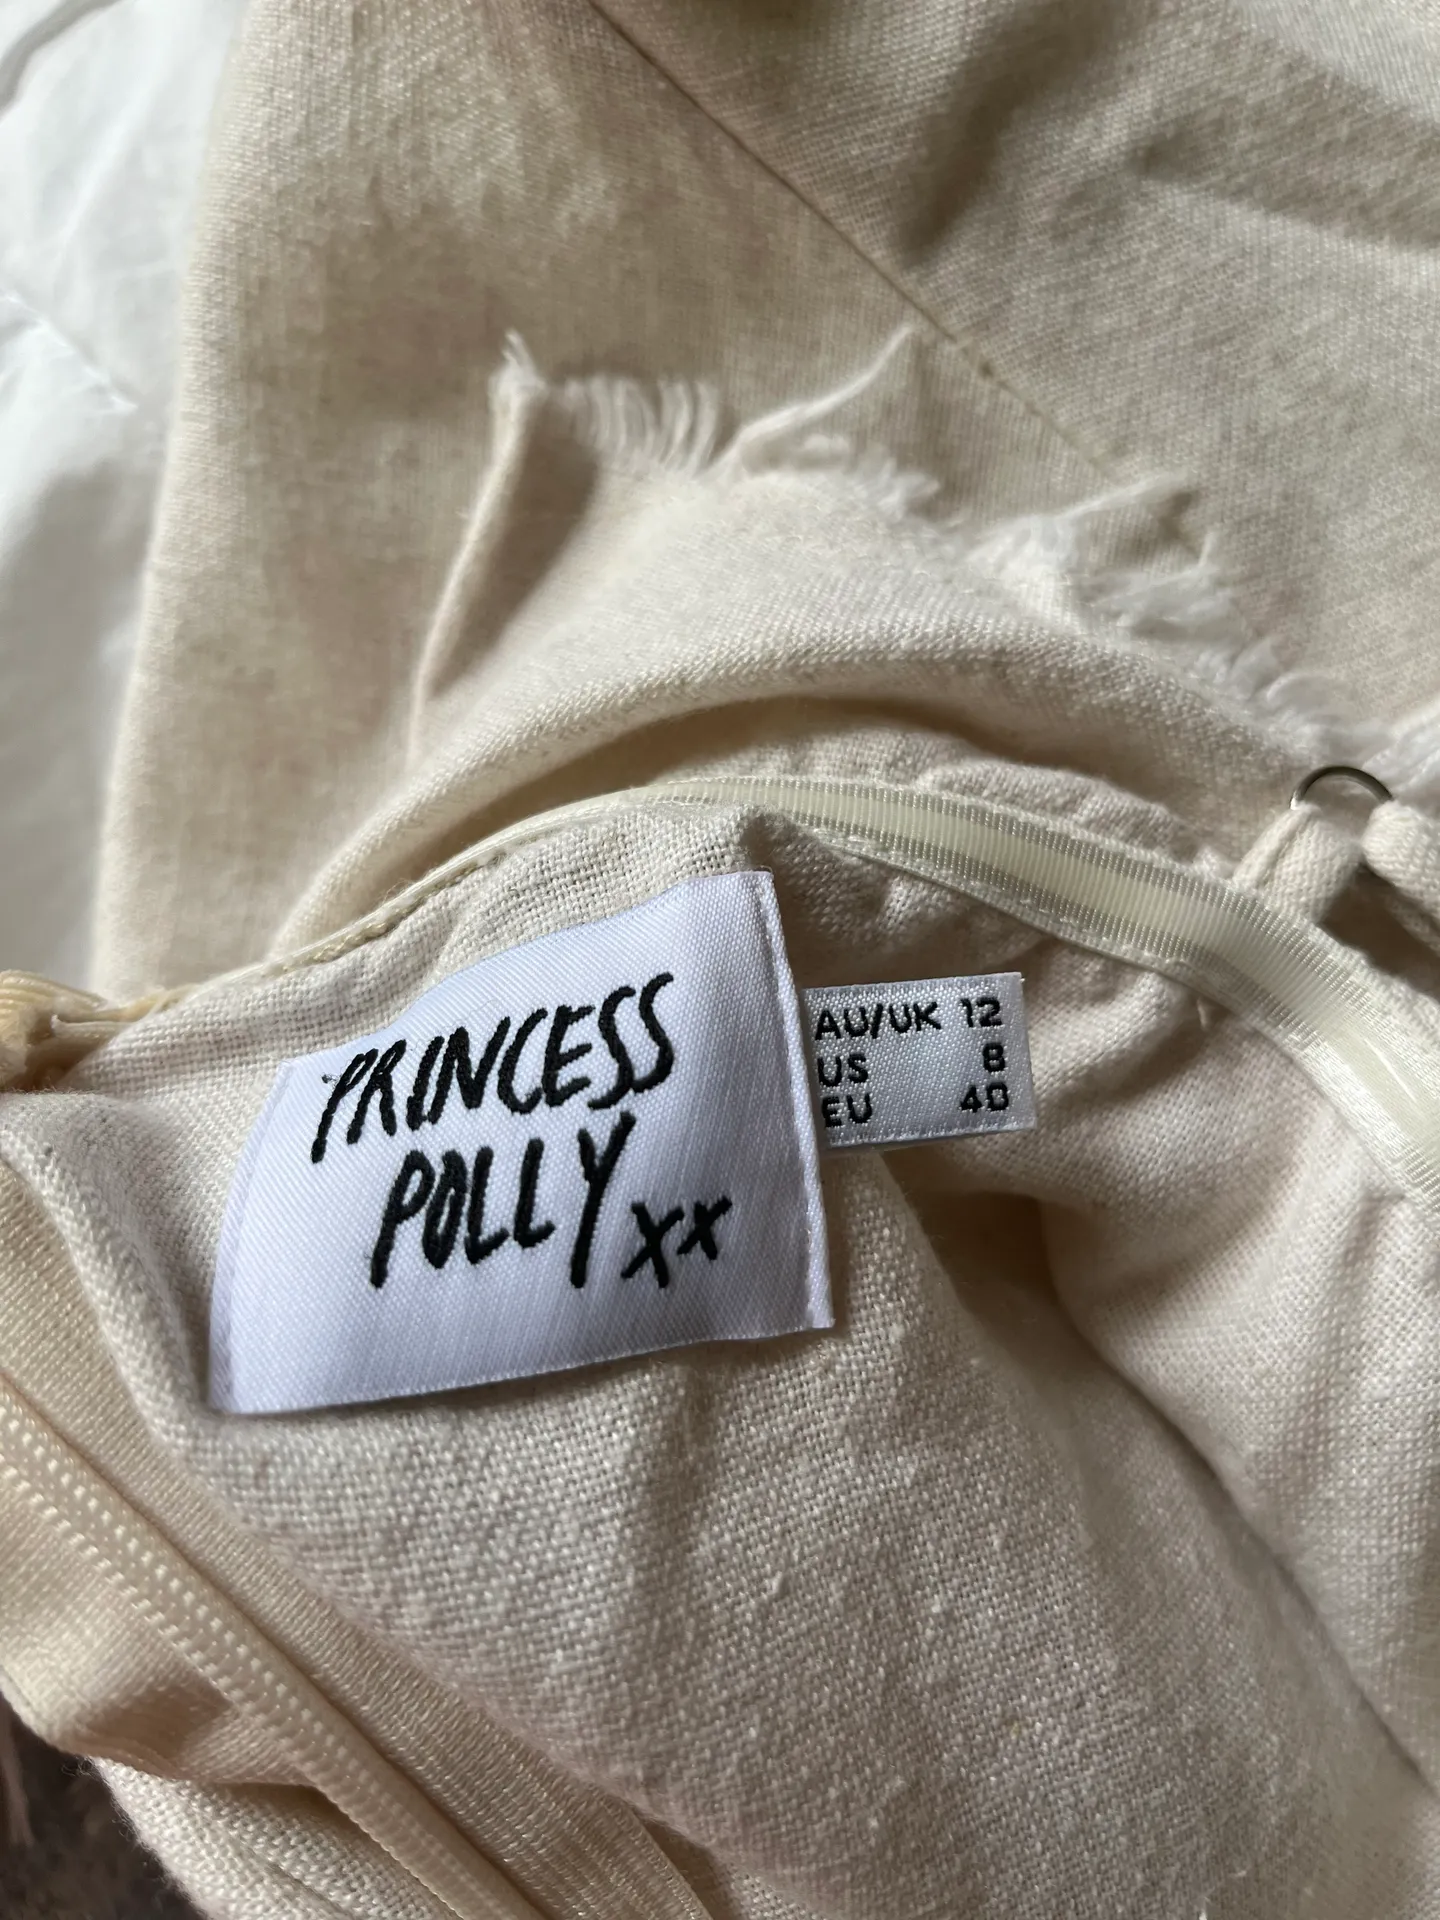 PRINCESS
POLLY xx
AU/UK 12
US 8
EU 40